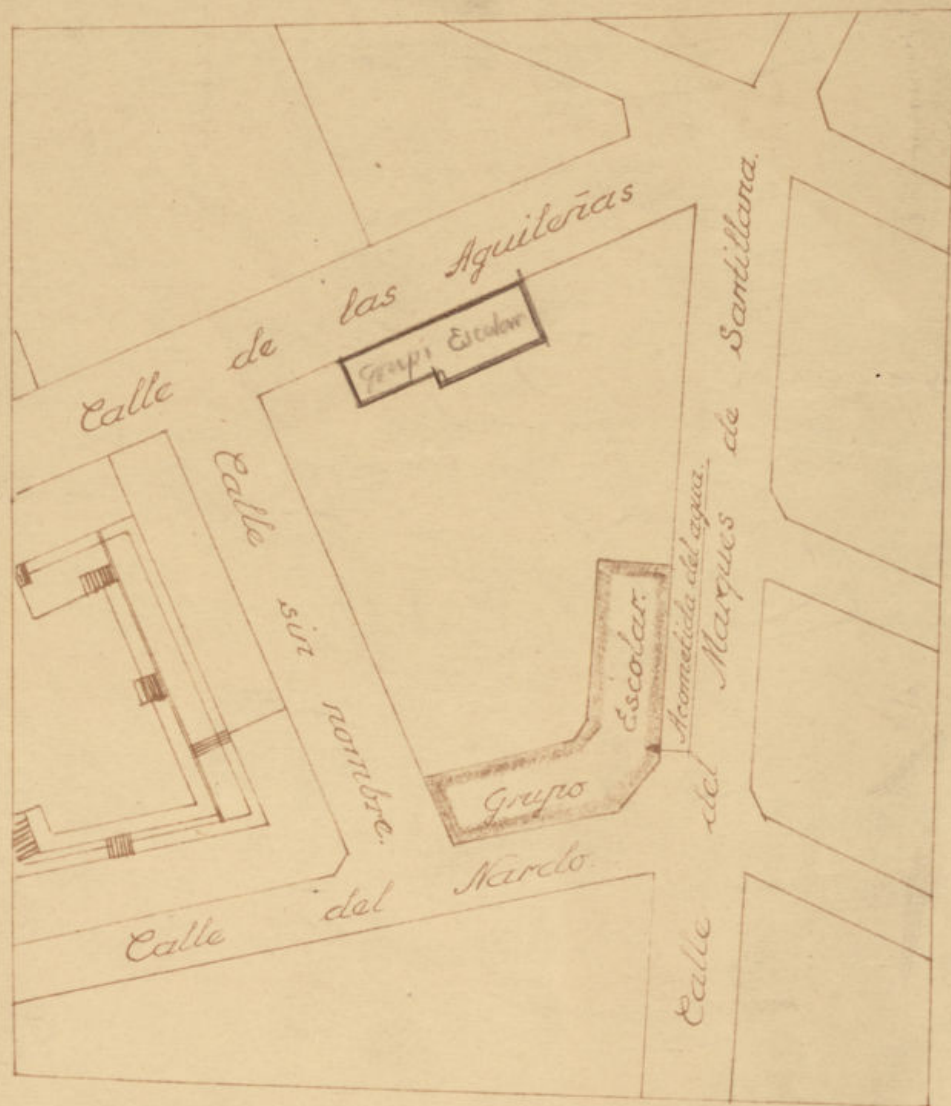 Calle de las Aguileñas
Grupo Escolar
Calle sin nombre.
Grupo Escolar.
Acometida del agua.
Calle del Marques de Santillana.
Calle del Nardo.